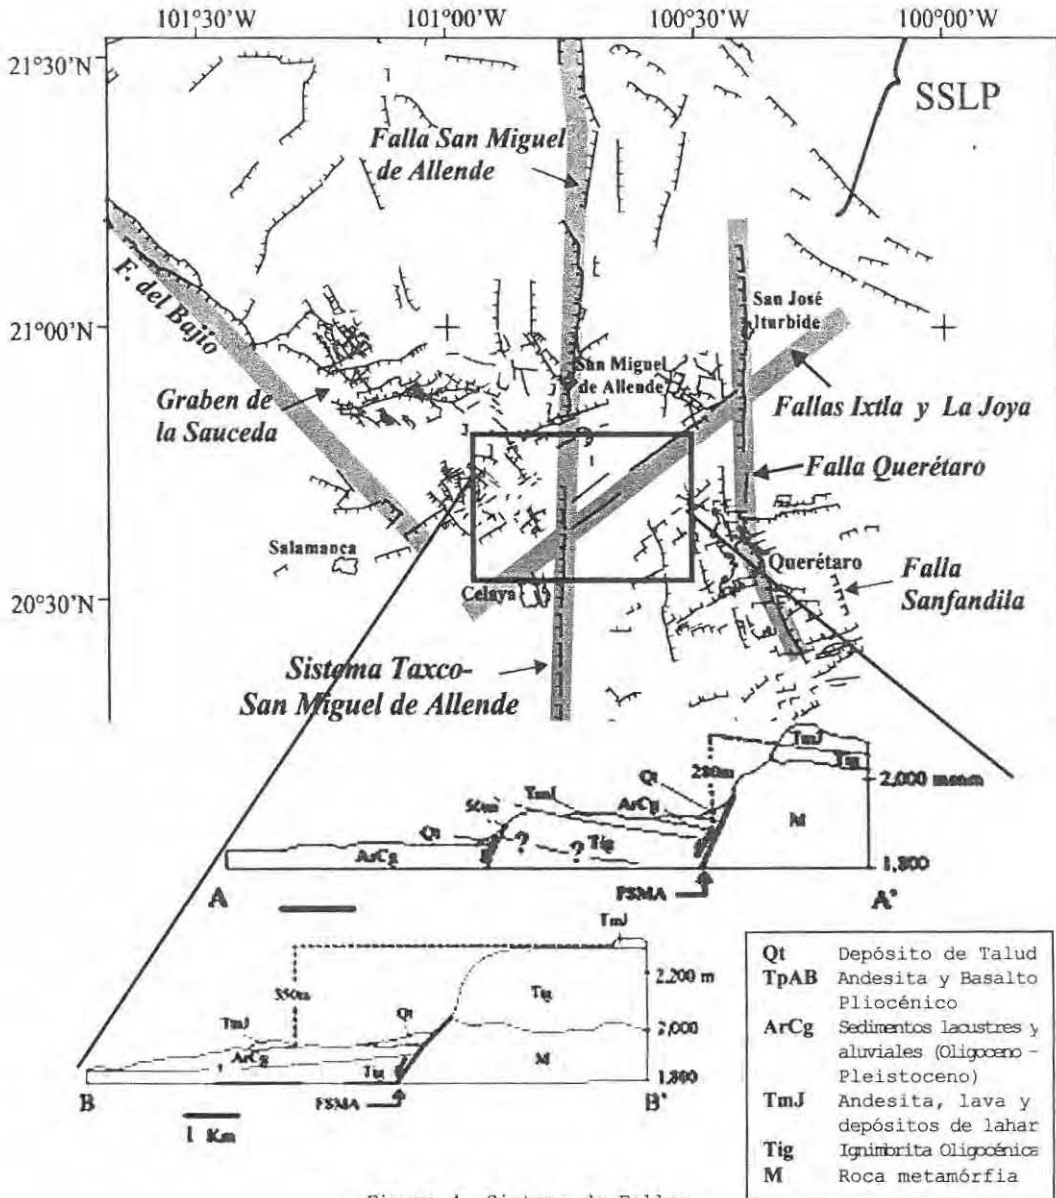 101°30'W 101°00'W 100°30'W 100°00'W
21°30'N
SSLP
Falla San Miguel
de Allende
F. del Bajío
San José
Iturbide
21°00'N
San Miguel
de Allende
Graben de
la Sauceda
Fallas Ixtla y La Joya
Falla Querétaro
Salamanca
Querétaro
Celaya
Falla
Sanfandila
20°30'N
Sistema Taxco-
San Miguel de Allende
TmJ
Tig
Qt
280m
2,000 msnm
50m
TmJ
ArCg
M
Qt
ArCg
?
?
Tig
1,800
A
FSMA
A'
TmJ
2,200 m
350m
Tig
TmJ
Qt
2,000
ArCg
M
Tig
1,800
B
FSMA
B'
1 Km
Qt Depósito de Talud
TpAB Andesita y Basalto
Pliocénico
ArCg Sedimentos lacustres y
aluviales (Oligoceno -
Pleistoceno)
TmJ Andesita, lava y
depósitos de lahar
Tig Ignimbrita Oligocénica
M Roca metamórfia
Sistema de Fallas